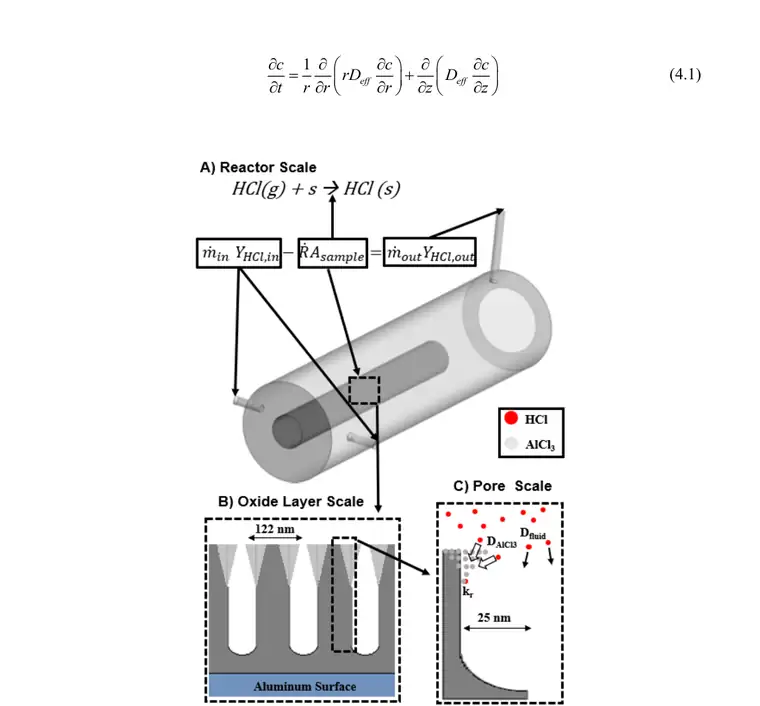 ∂c/∂t = 1/r ∂/∂r (rD_eff ∂c/∂r) + ∂/∂z (D_eff ∂c/∂z) (4.1)
A) Reactor Scale
HCl(g) + s → HCl (s)
ṁ_in Y_HCl,in − ṘA_sample = ṁ_out Y_HCl,out
HCl
AlCl₃
B) Oxide Layer Scale
C) Pore Scale
122 nm
D_AlCl3
D_fluid
k_r
25 nm
Aluminum Surface